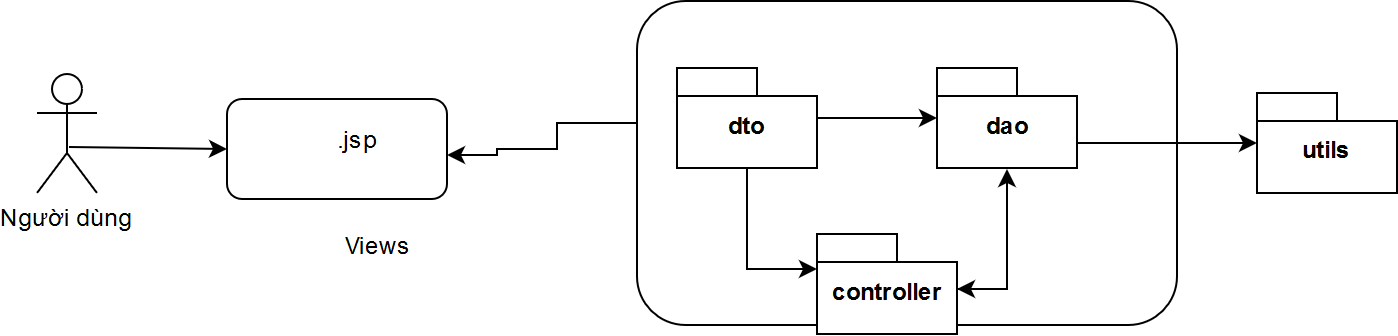 Người dùng
.jsp
Views
dto
dao
controller
utils